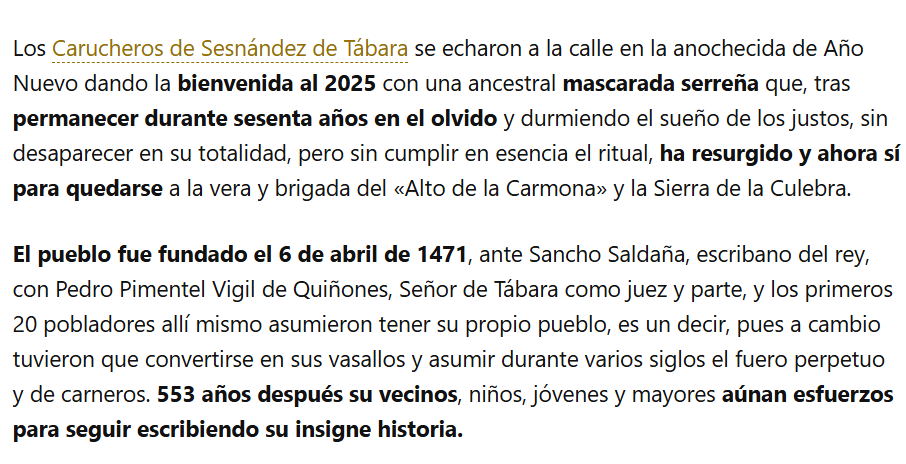 Los Carucheros de Sesnández de Tábara se echaron a la calle en la anochecida de Año
Nuevo dando la bienvenida al 2025 con una ancestral mascarada serreña que, tras
permanecer durante sesenta años en el olvido y durmiendo el sueño de los justos, sin
desaparecer en su totalidad, pero sin cumplir en esencia el ritual, ha resurgido y ahora sí
para quedarse a la vera y brigada del «Alto de la Carmona» y la Sierra de la Culebra.
El pueblo fue fundado el 6 de abril de 1471, ante Sancho Saldaña, escribano del rey,
con Pedro Pimentel Vigil de Quiñones, Señor de Tábara como juez y parte, y los primeros
20 pobladores allí mismo asumieron tener su propio pueblo, es un decir, pues a cambio
tuvieron que convertirse en sus vasallos y asumir durante varios siglos el fuero perpetuo
y de carneros. 553 años después su vecinos, niños, jóvenes y mayores aúnan esfuerzos
para seguir escribiendo su insigne historia.